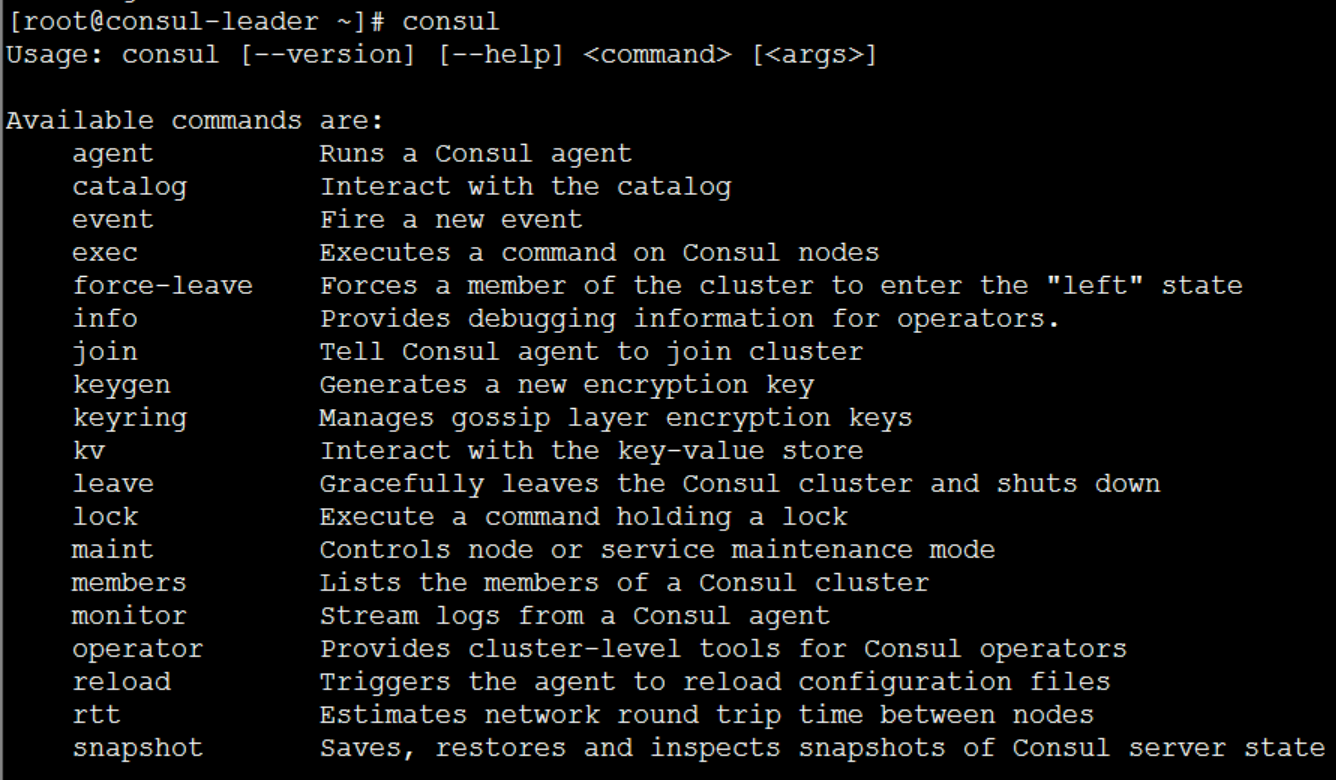 [root@consul-leader ~]# consul
Usage: consul [--version] [--help] <command> [<args>]
Available commands are:
agent Runs a Consul agent
catalog Interact with the catalog
event Fire a new event
exec Executes a command on Consul nodes
force-leave Forces a member of the cluster to enter the "left" state
info Provides debugging information for operators.
join Tell Consul agent to join cluster
keygen Generates a new encryption key
keyring Manages gossip layer encryption keys
kv Interact with the key-value store
leave Gracefully leaves the Consul cluster and shuts down
lock Execute a command holding a lock
maint Controls node or service maintenance mode
members Lists the members of a Consul cluster
monitor Stream logs from a Consul agent
operator Provides cluster-level tools for Consul operators
reload Triggers the agent to reload configuration files
rtt Estimates network round trip time between nodes
snapshot Saves, restores and inspects snapshots of Consul server state